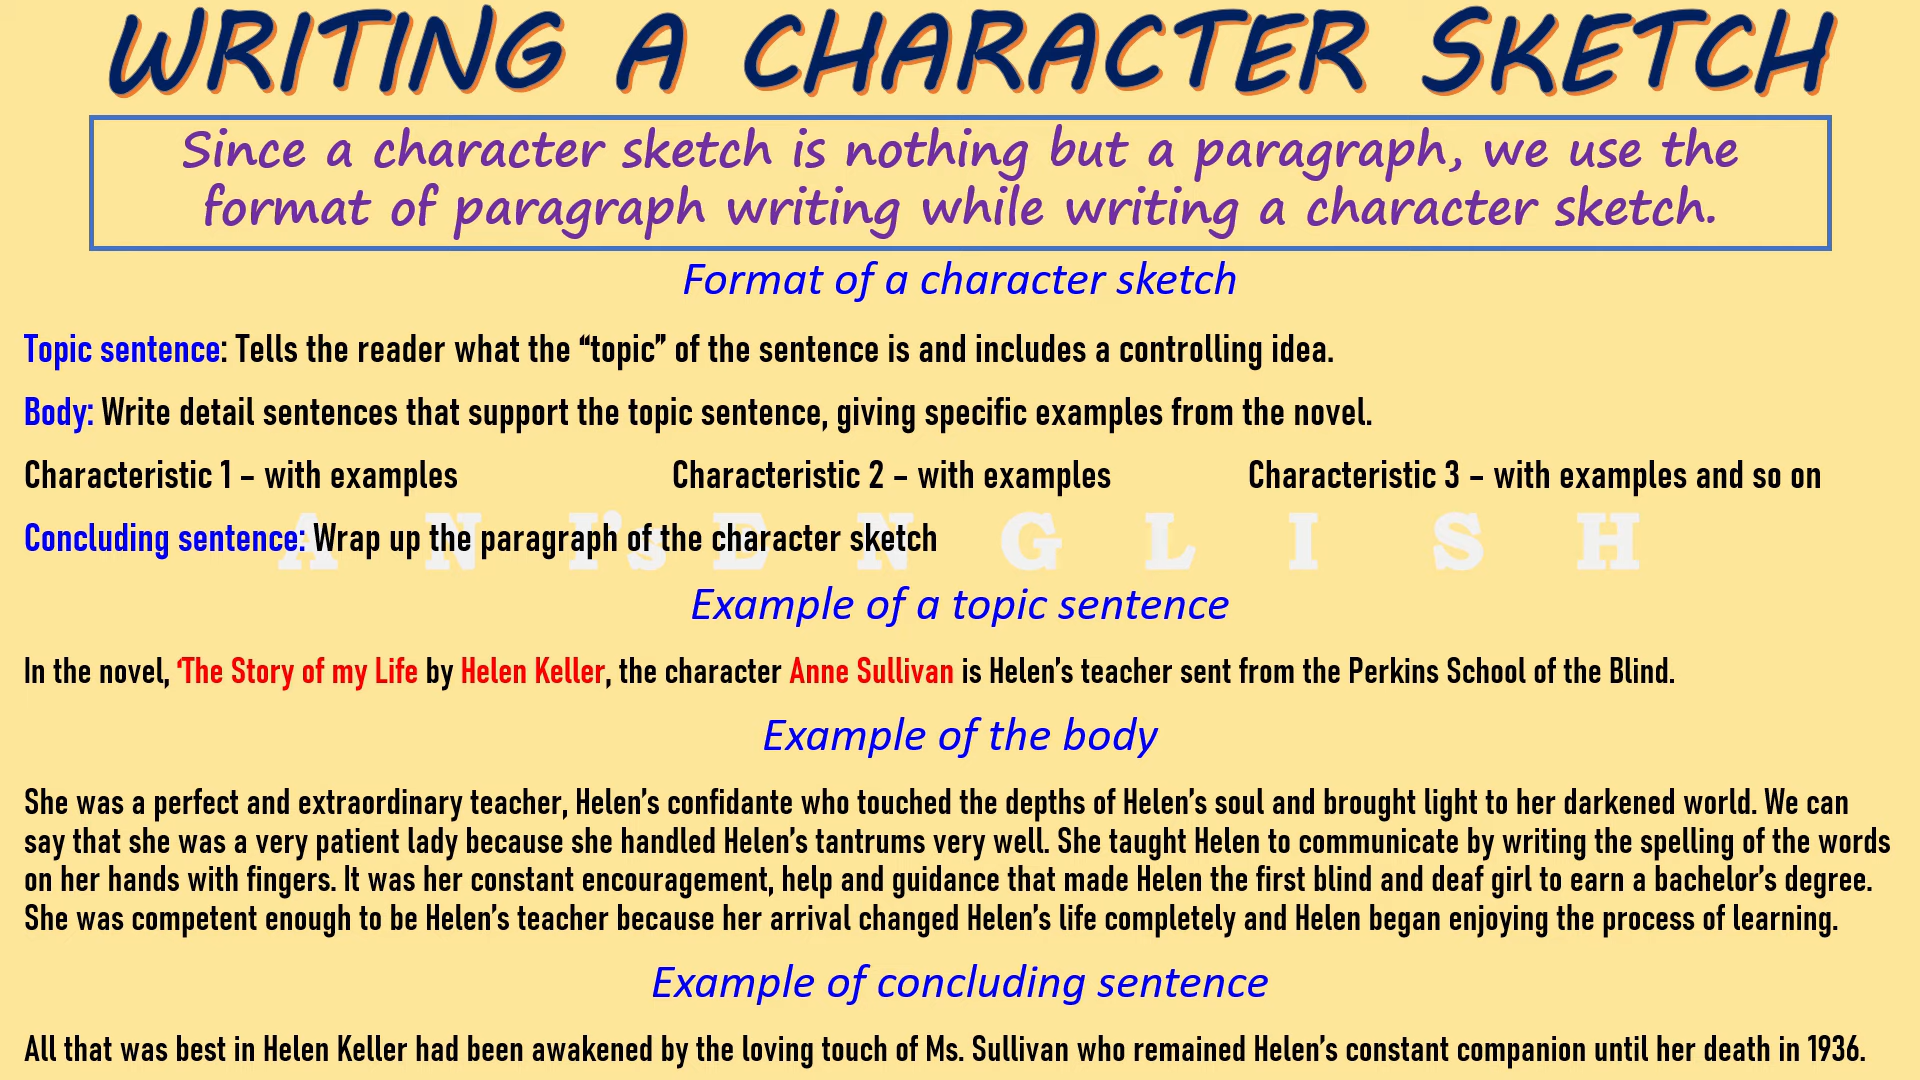 WRITING A CHARACTER SKETCH
Since a character sketch is nothing but a paragraph, we use the
format of paragraph writing while writing a character sketch.
Format of a character sketch
Topic sentence: Tells the reader what the “topic” of the sentence is and includes a controlling idea.
Body: Write detail sentences that support the topic sentence, giving specific examples from the novel.
Characteristic 1 – with examples Characteristic 2 – with examples Characteristic 3 – with examples and so on
Concluding sentence: Wrap up the paragraph of the character sketch
A N I's E N G L I S H
Example of a topic sentence
In the novel, ‘The Story of my Life by Helen Keller, the character Anne Sullivan is Helen’s teacher sent from the Perkins School of the Blind.
Example of the body
She was a perfect and extraordinary teacher, Helen’s confidante who touched the depths of Helen’s soul and brought light to her darkened world. We can
say that she was a very patient lady because she handled Helen’s tantrums very well. She taught Helen to communicate by writing the spelling of the words
on her hands with fingers. It was her constant encouragement, help and guidance that made Helen the first blind and deaf girl to earn a bachelor’s degree.
She was competent enough to be Helen’s teacher because her arrival changed Helen’s life completely and Helen began enjoying the process of learning.
Example of concluding sentence
All that was best in Helen Keller had been awakened by the loving touch of Ms. Sullivan who remained Helen’s constant companion until her death in 1936.